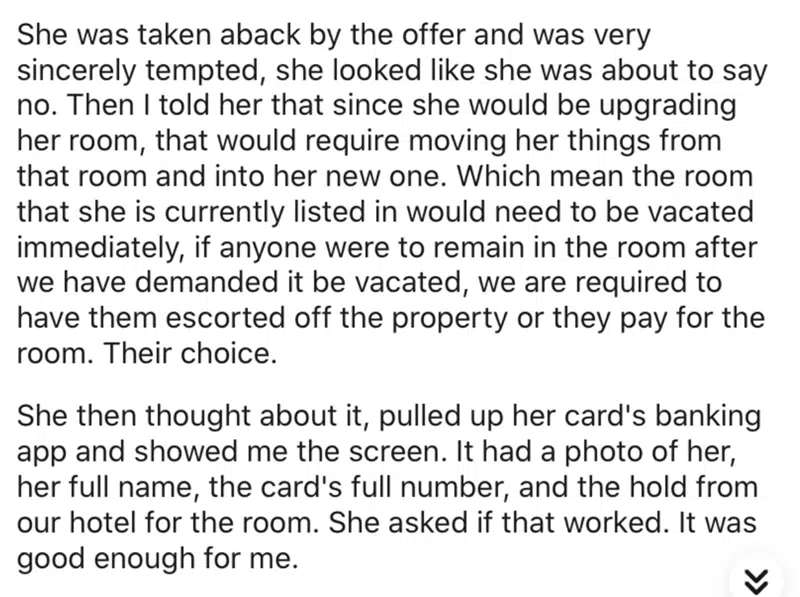 She was taken aback by the offer and was very
sincerely tempted, she looked like she was about to say
no. Then I told her that since she would be upgrading
her room, that would require moving her things from
that room and into her new one. Which mean the room
that she is currently listed in would need to be vacated
immediately, if anyone were to remain in the room after
we have demanded it be vacated, we are required to
have them escorted off the property or they pay for the
room. Their choice.
She then thought about it, pulled up her card's banking
app and showed me the screen. It had a photo of her,
her full name, the card's full number, and the hold from
our hotel for the room. She asked if that worked. It was
good enough for me.